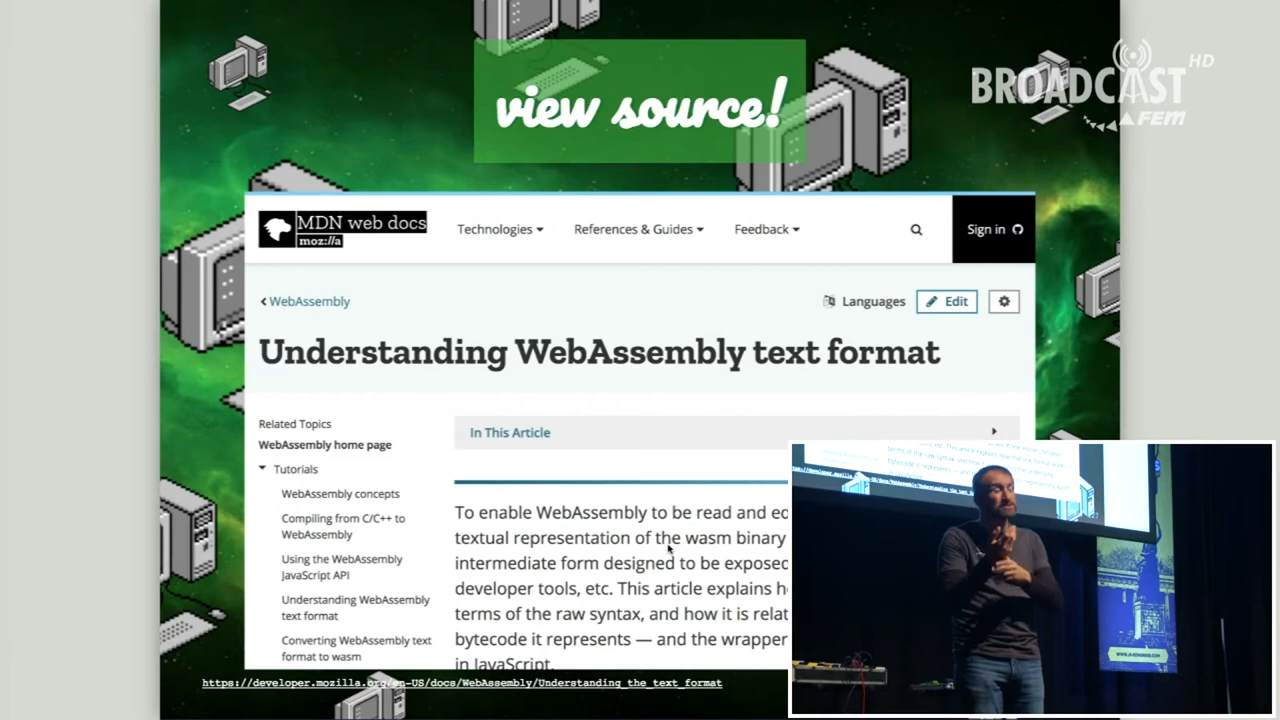 view source!
BROADCAST HD
FEM
MDN web docs
moz://a
Technologies
References & Guides
Feedback
Sign in
WebAssembly
Languages
Edit
Understanding WebAssembly text format
Related Topics
WebAssembly home page
Tutorials
WebAssembly concepts
Compiling from C/C++ to
WebAssembly
Using the WebAssembly
JavaScript API
Understanding WebAssembly
text format
Converting WebAssembly text
format to wasm
In This Article
To enable WebAssembly to be read and ed
textual representation of the wasm binary
intermediate form designed to be exposed
developer tools, etc. This article explains h
terms of the raw syntax, and how it is relat
bytecode it represents — and the wrapper
in JavaScript.
https://developer.mozilla.org/en-US/docs/WebAssembly/Understanding_the_text_format